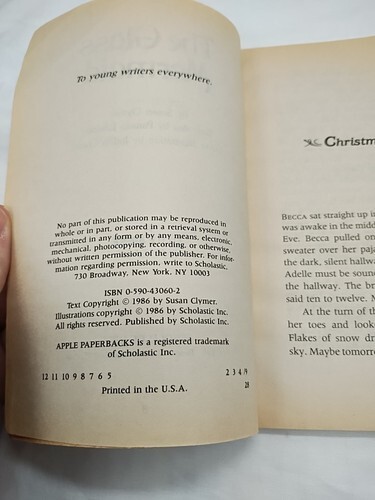 To young writers everywhere.
No part of this publication may be reproduced in
whole or in part, or stored in a retrieval system or
transmitted in any form or by any means, electronic,
mechanical, photocopying, recording, or otherwise,
without written permission of the publisher. For infor-
mation regarding permission, write to Scholastic,
730 Broadway, New York, NY 10003
ISBN 0-590-43060-2
Text Copyright © 1986 by Susan Clymer.
Illustrations copyright © 1986 by Scholastic Inc.
All rights reserved. Published by Scholastic Inc.
APPLE PAPERBACKS is a registered trademark
of Scholastic Inc.
12 11 10 9 8 7 6 5 2 3 4 /9
Printed in the U.S.A. 28
Christm
BECCA sat straight up i
was awake in the midd
Eve. Becca pulled on
sweater over her paja
the dark, silent hallw
Adelle must be soun
the hallway. The br
said ten to twelve. M
At the turn of th
her toes and look
Flakes of snow dr
sky. Maybe tomorr